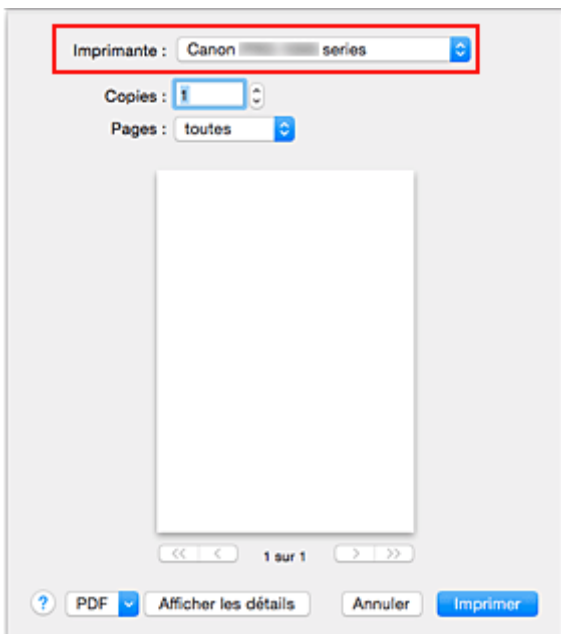 Imprimante : Canon series
Copies : 1
Pages : toutes
<< < 1 sur 1 > >>
? PDF Afficher les détails Annuler Imprimer